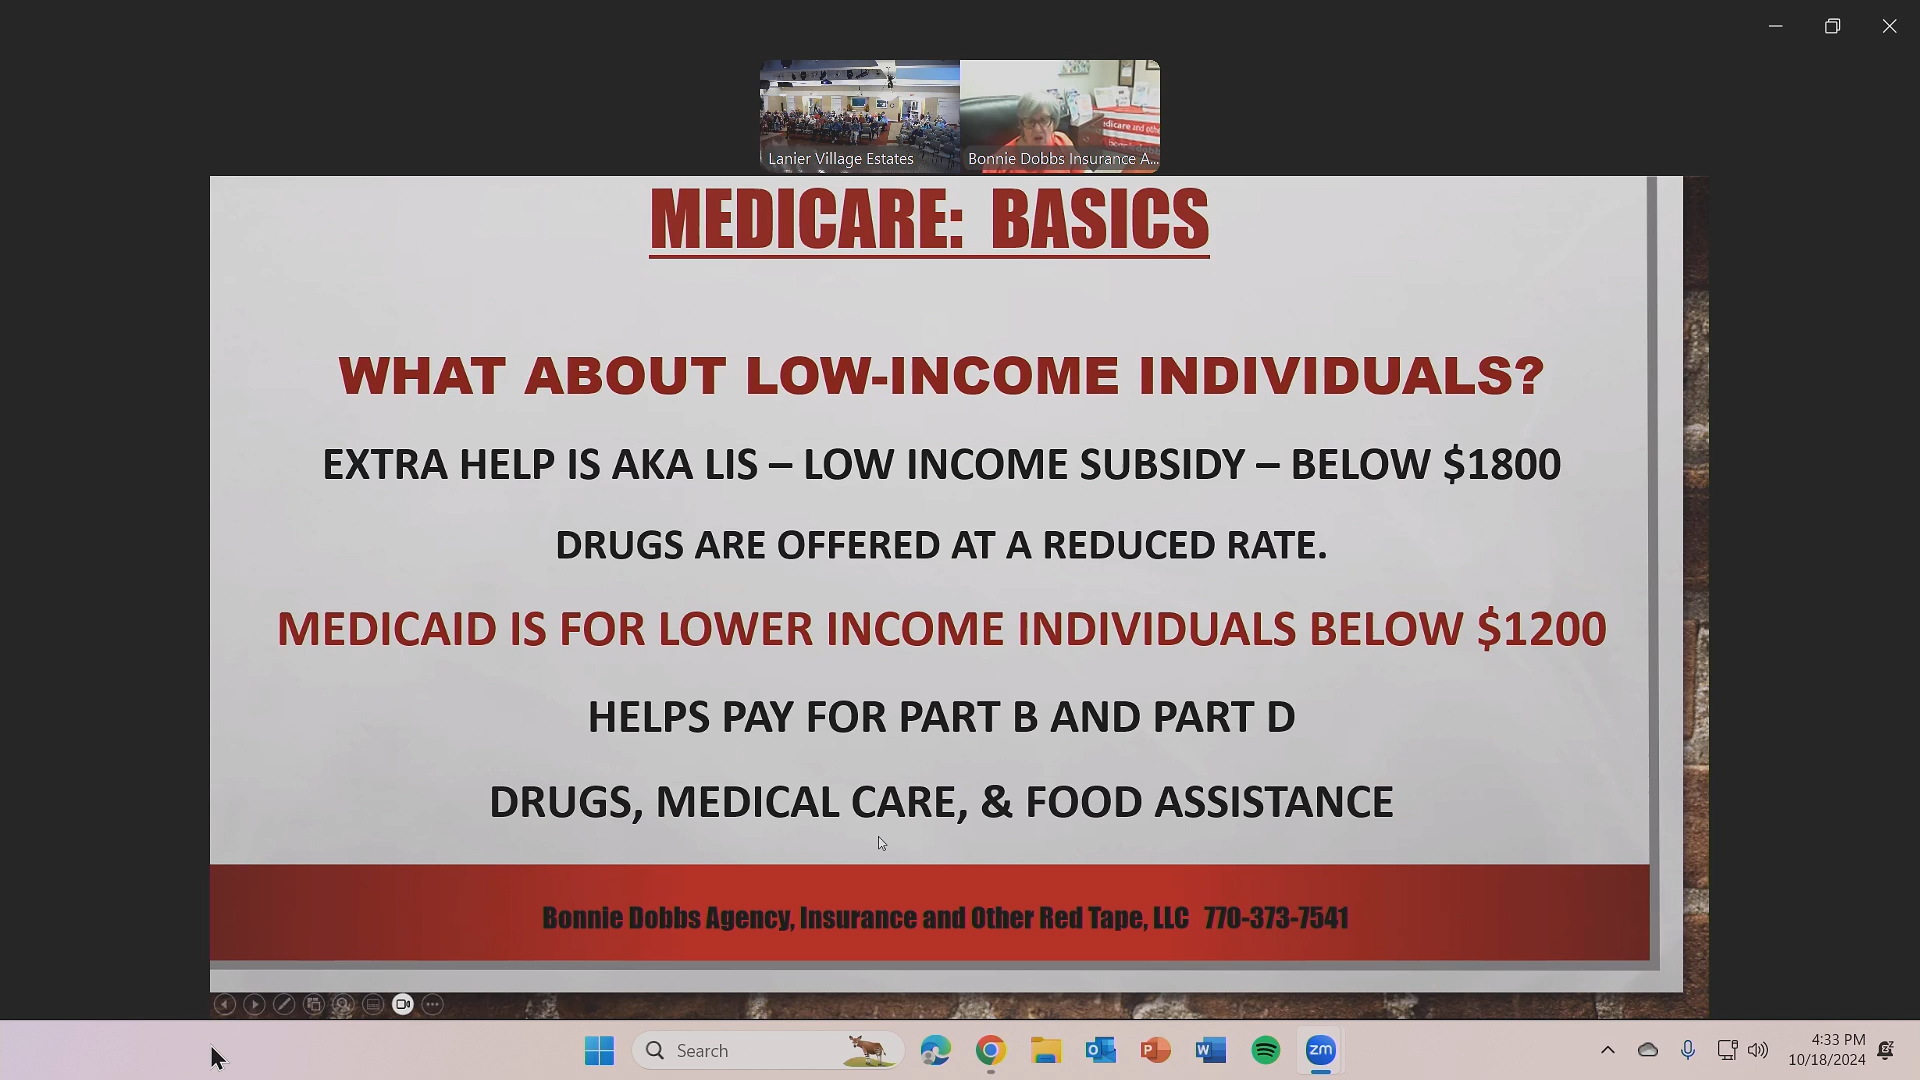 Lanier Village Estates
Bonnie Dobbs Insurance A...
MEDICARE: BASICS
WHAT ABOUT LOW-INCOME INDIVIDUALS?
EXTRA HELP IS AKA LIS – LOW INCOME SUBSIDY – BELOW $1800
DRUGS ARE OFFERED AT A REDUCED RATE.
MEDICAID IS FOR LOWER INCOME INDIVIDUALS BELOW $1200
HELPS PAY FOR PART B AND PART D
DRUGS, MEDICAL CARE, & FOOD ASSISTANCE
Bonnie Dobbs Agency, Insurance and Other Red Tape, LLC 770-373-7541
Search
zm
4:33 PM
10/18/2024